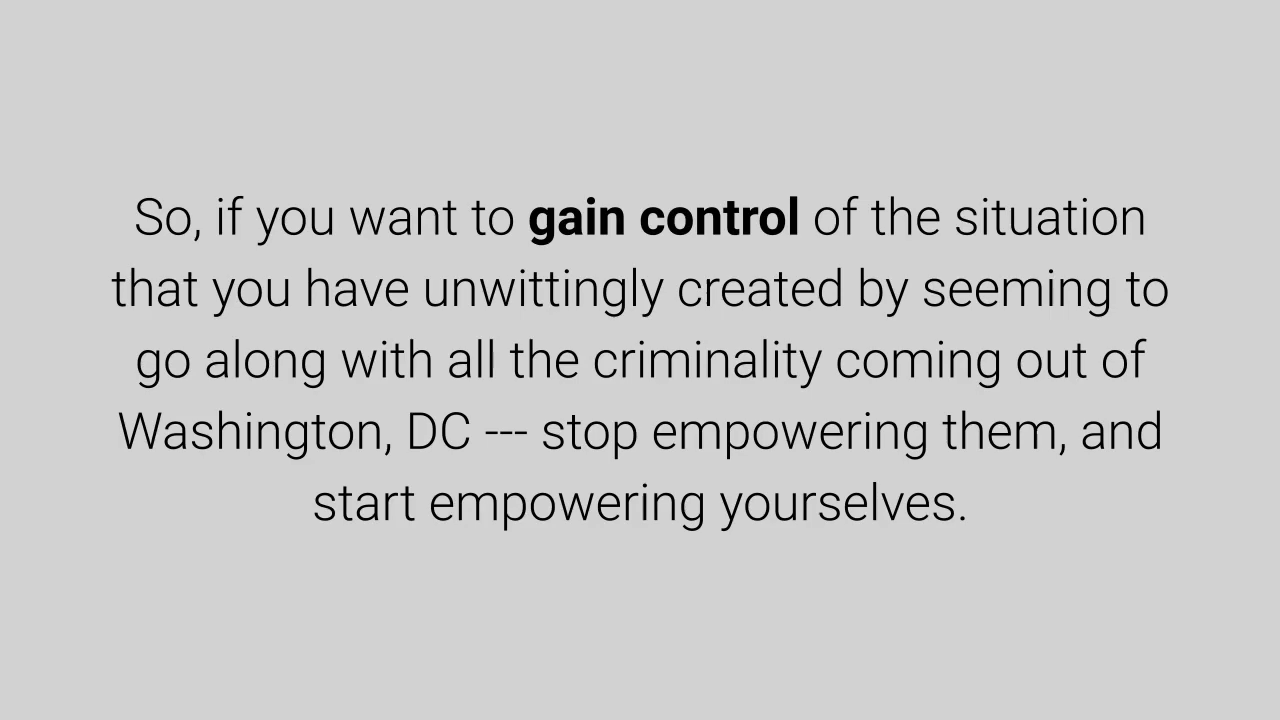 So, if you want to gain control of the situation
that you have unwittingly created by seeming to
go along with all the criminality coming out of
Washington, DC --- stop empowering them, and
start empowering yourselves.